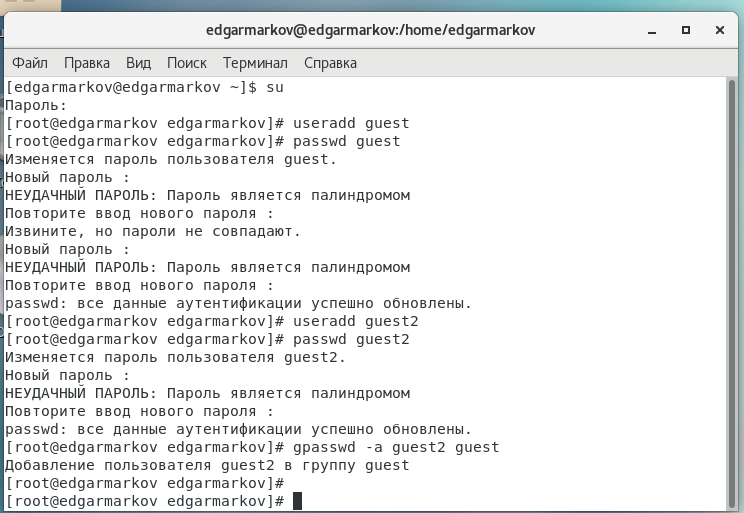 edgarmarkov@edgarmarkov:/home/edgarmarkov
Файл Правка Вид Поиск Терминал Справка
[edgarmarkov@edgarmarkov ~]$ su
Пароль:
[root@edgarmarkov edgarmarkov]# useradd guest
[root@edgarmarkov edgarmarkov]# passwd guest
Изменяется пароль пользователя guest.
Новый пароль :
НЕУДАЧНЫЙ ПАРОЛЬ: Пароль является палиндромом
Повторите ввод нового пароля :
Извините, но пароли не совпадают.
Новый пароль :
НЕУДАЧНЫЙ ПАРОЛЬ: Пароль является палиндромом
Повторите ввод нового пароля :
passwd: все данные аутентификации успешно обновлены.
[root@edgarmarkov edgarmarkov]# useradd guest2
[root@edgarmarkov edgarmarkov]# passwd guest2
Изменяется пароль пользователя guest2.
Новый пароль :
НЕУДАЧНЫЙ ПАРОЛЬ: Пароль является палиндромом
Повторите ввод нового пароля :
passwd: все данные аутентификации успешно обновлены.
[root@edgarmarkov edgarmarkov]# gpasswd -a guest2 guest
Добавление пользователя guest2 в группу guest
[root@edgarmarkov edgarmarkov]#
[root@edgarmarkov edgarmarkov]#